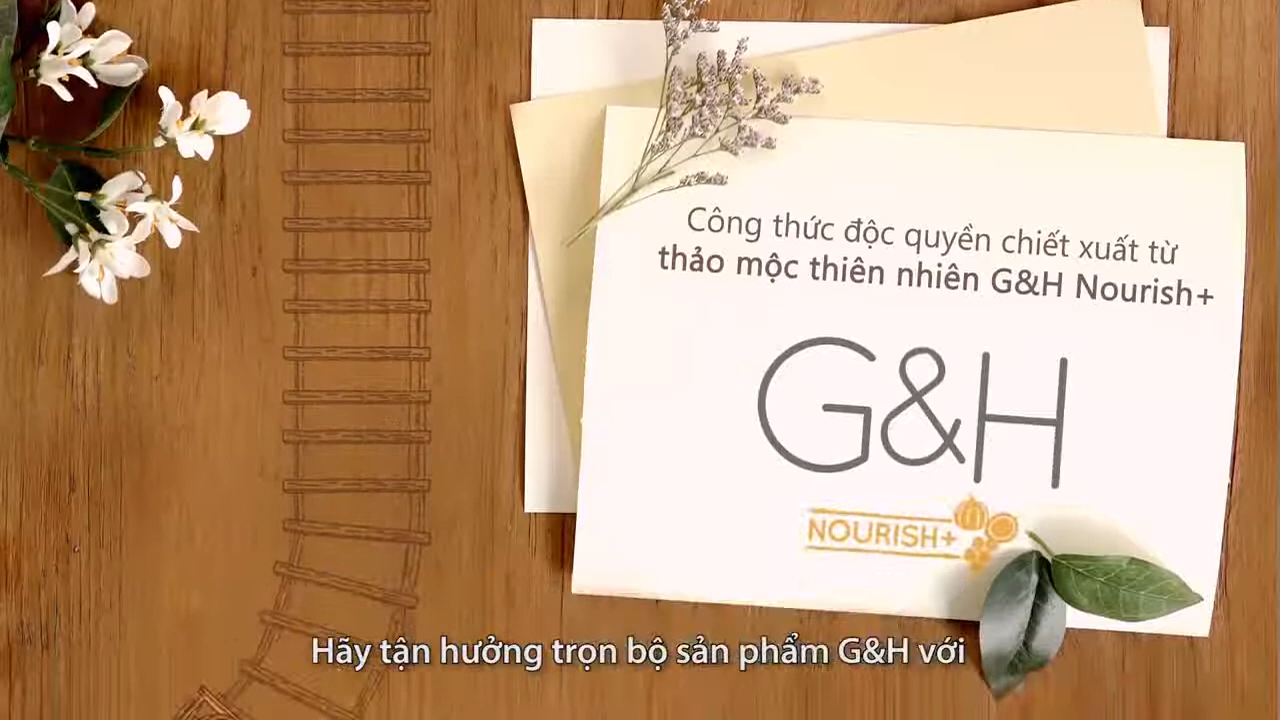 Công thức độc quyền chiết xuất từ
thảo mộc thiên nhiên G&H Nourish+
G&H
NOURISH+
Hãy tận hưởng trọn bộ sản phẩm G&H với